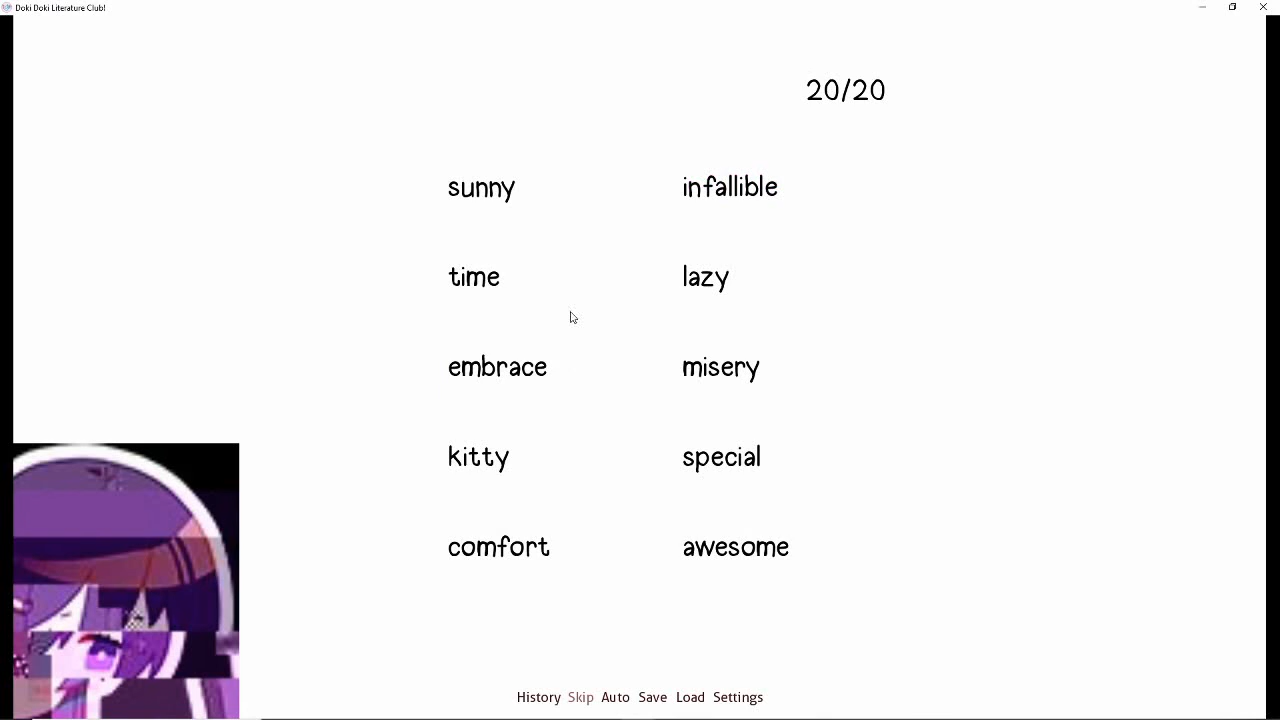 Doki Doki Literature Club!
20/20
sunny infallible
time lazy
embrace misery
kitty special
comfort awesome
History Skip Auto Save Load Settings